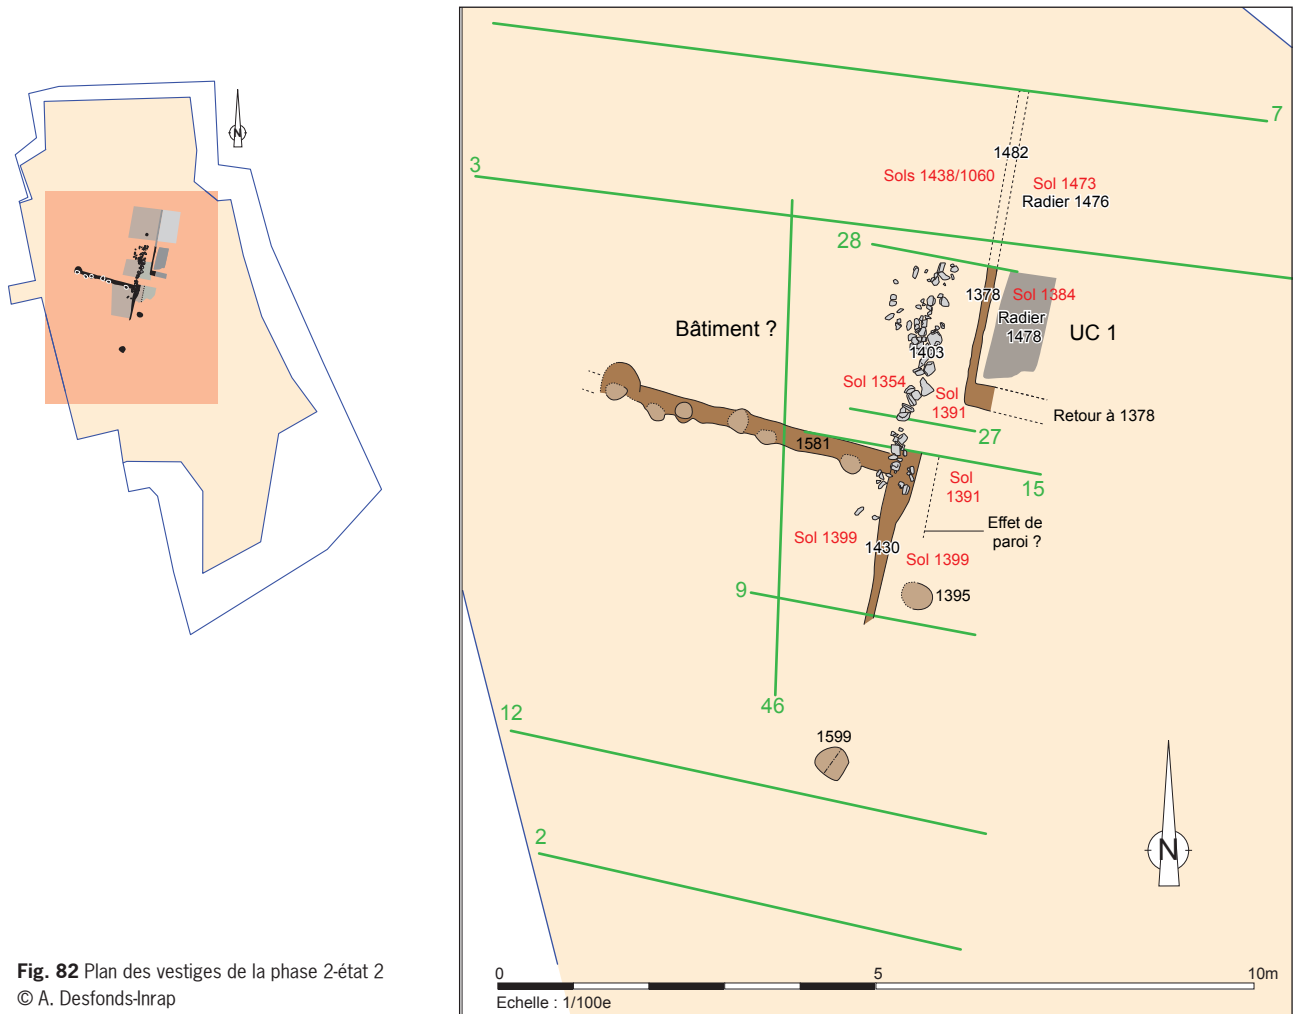 N
7
3
1482
Sols 1438/1060
Sol 1473
Radier 1476
28
1378
Sol 1384
Radier
1478
Bâtiment ?
UC 1
1403
Sol 1354
Sol
1391
Retour à 1378
27
1581
15
Sol
1391
Effet de
paroi ?
Sol 1399
1430
Sol 1399
9
1395
46
12
1599
2
N
0
5
10m
Echelle : 1/100e
Fig. 82 Plan des vestiges de la phase 2-état 2
© A. Desfonds-Inrap